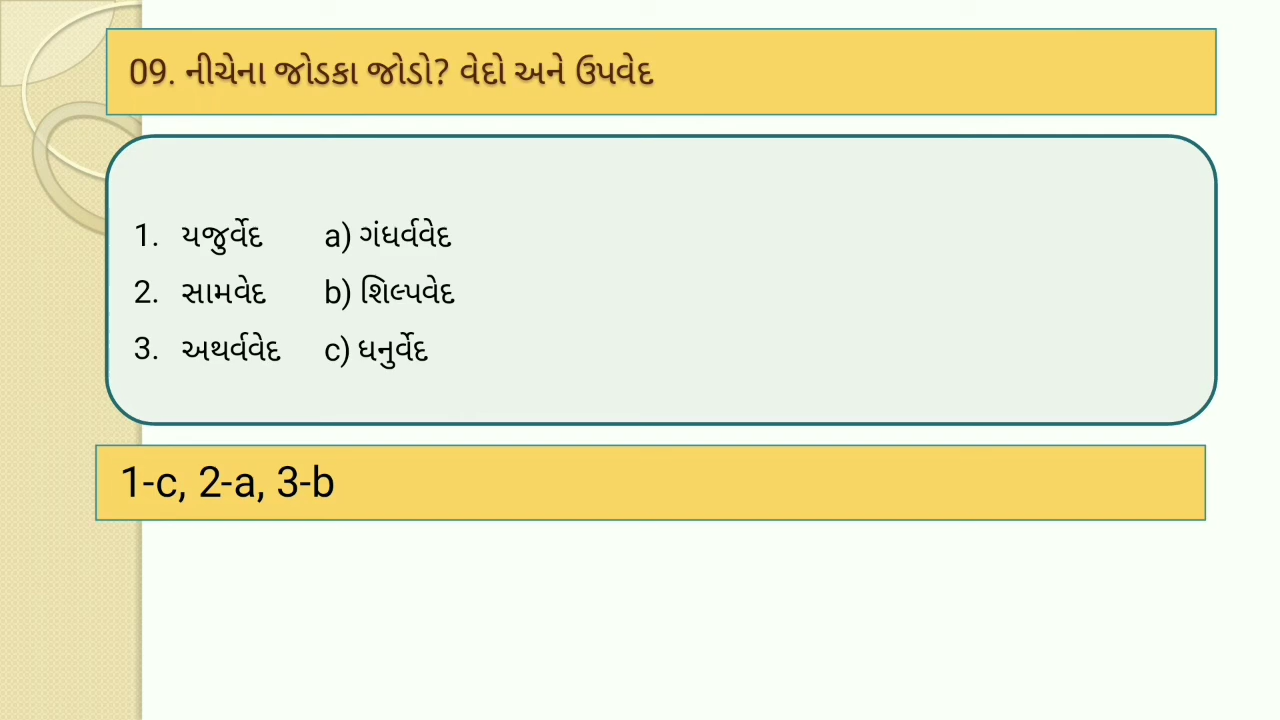 09. નીચેના જોડકા જોડો? વેદો અને ઉપવેદ
1. યજુર્વેદ a) ગંધર્વવેદ
2. સામવેદ b) શિલ્પવેદ
3. અથર્વવેદ c) ધનુર્વેદ
1-c, 2-a, 3-b